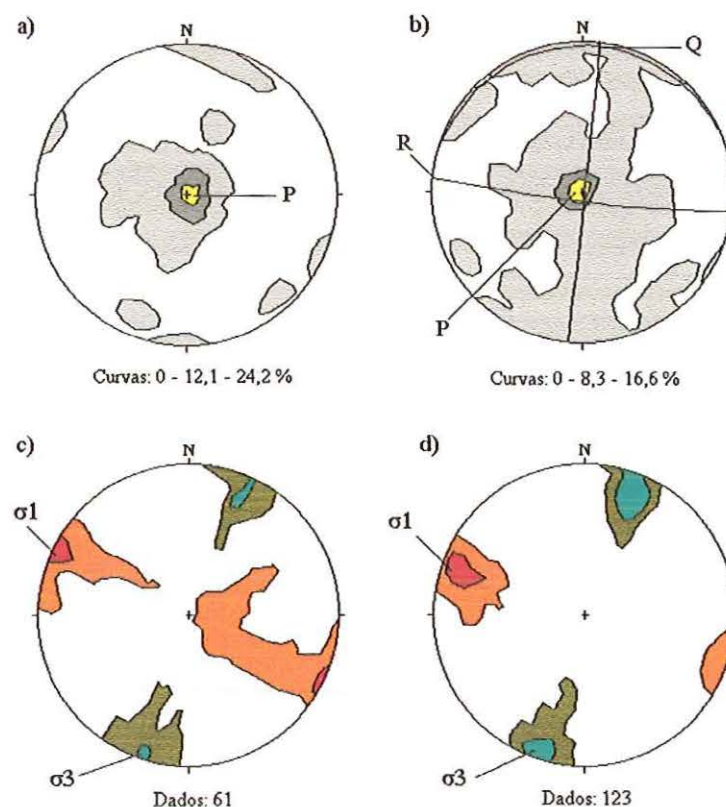 a)
N
P
Curvas: 0 - 12,1 - 24,2 %
b)
N
Q
R
P
Curvas: 0 - 8,3 - 16,6 %
c)
N
σ1
σ3
Dados: 61
d)
N
σ1
σ3
Dados: 123